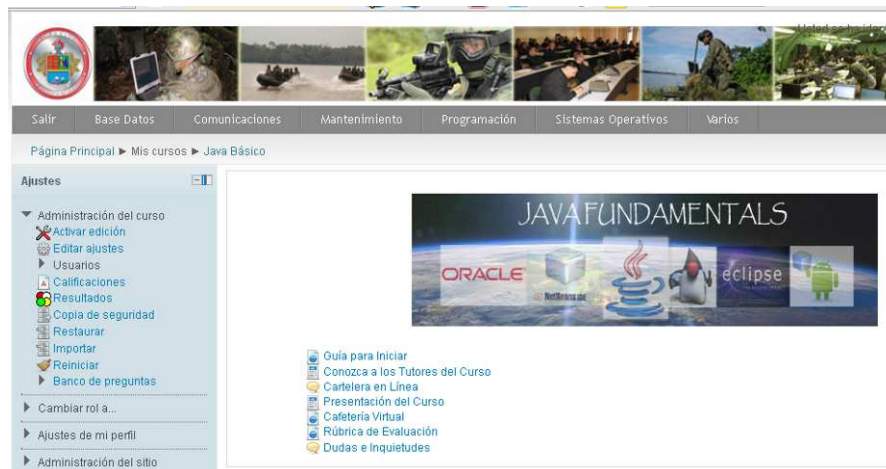 Salir Base Datos Comunicaciones Mantenimiento Programación Sistemas Operativos Varios
Página Principal ► Mis cursos ► Java Básico
Ajustes
Administración del curso
Activar edición
Editar ajustes
Usuarios
Calificaciones
Resultados
Copia de seguridad
Restaurar
Importar
Reiniciar
Banco de preguntas
Cambiar rol a...
Ajustes de mi perfil
Administración del sitio
JAVA FUNDAMENTALS
ORACLE
NetBeans
eclipse
Guía para Iniciar
Conozca a los Tutores del Curso
Cartelera en Línea
Presentación del Curso
Cafetería Virtual
Rúbrica de Evaluación
Dudas e Inquietudes